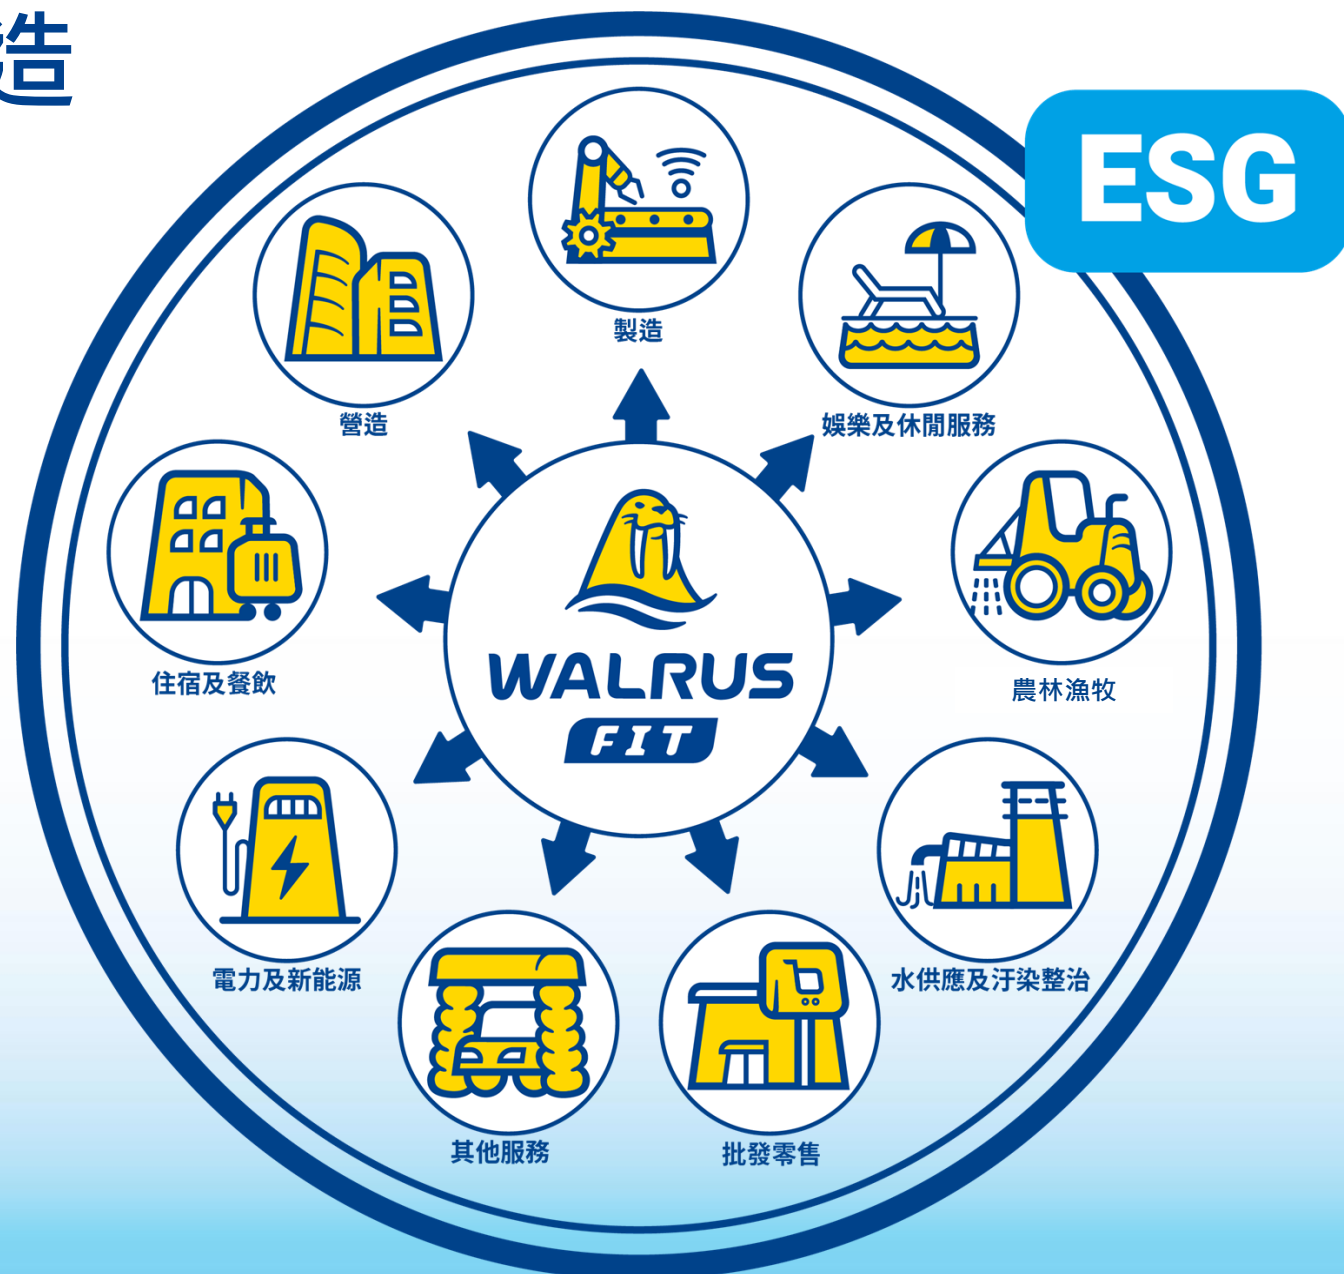 造
ESG
製造
營造
娛樂及休閒服務
住宿及餐飲
農林漁牧
WALRUS
FIT
電力及新能源
水供應及汙染整治
其他服務
批發零售